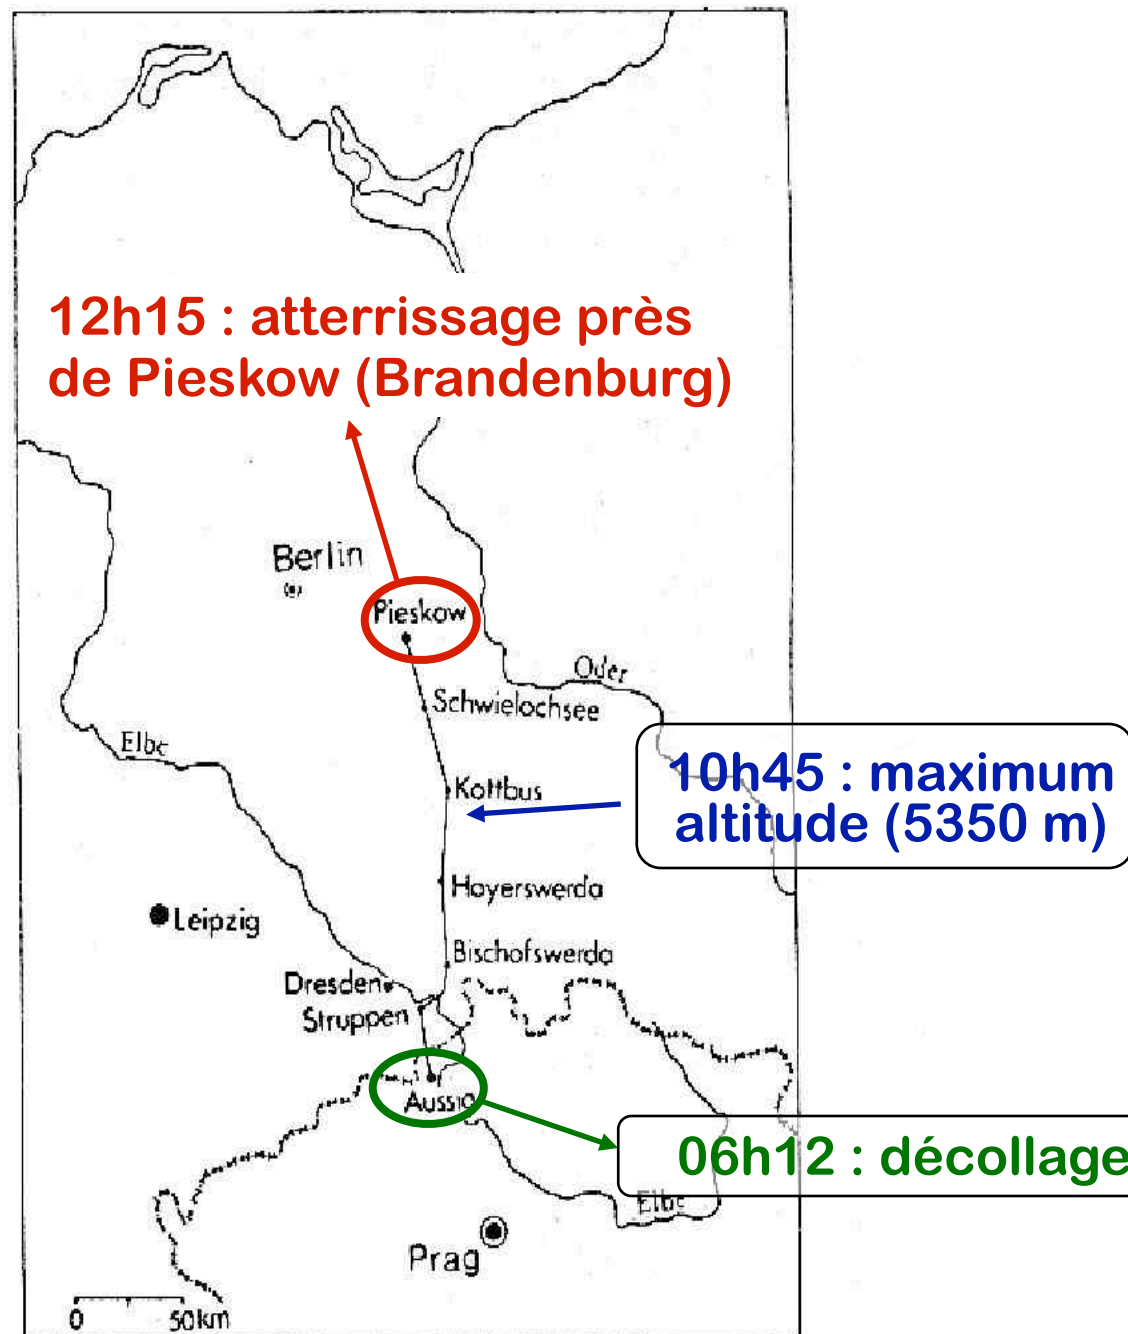 12h15 : atterrissage près
de Pieskow (Brandenburg)
Berlin
Pieskow
Oder
Schwielochsee
Elbe
10h45 : maximum
altitude (5350 m)
Kottbus
Hoyerswerda
Leipzig
Bischofswerda
Dresden
Struppen
Aussig
06h12 : décollage
Elbe
Prag
0 50km